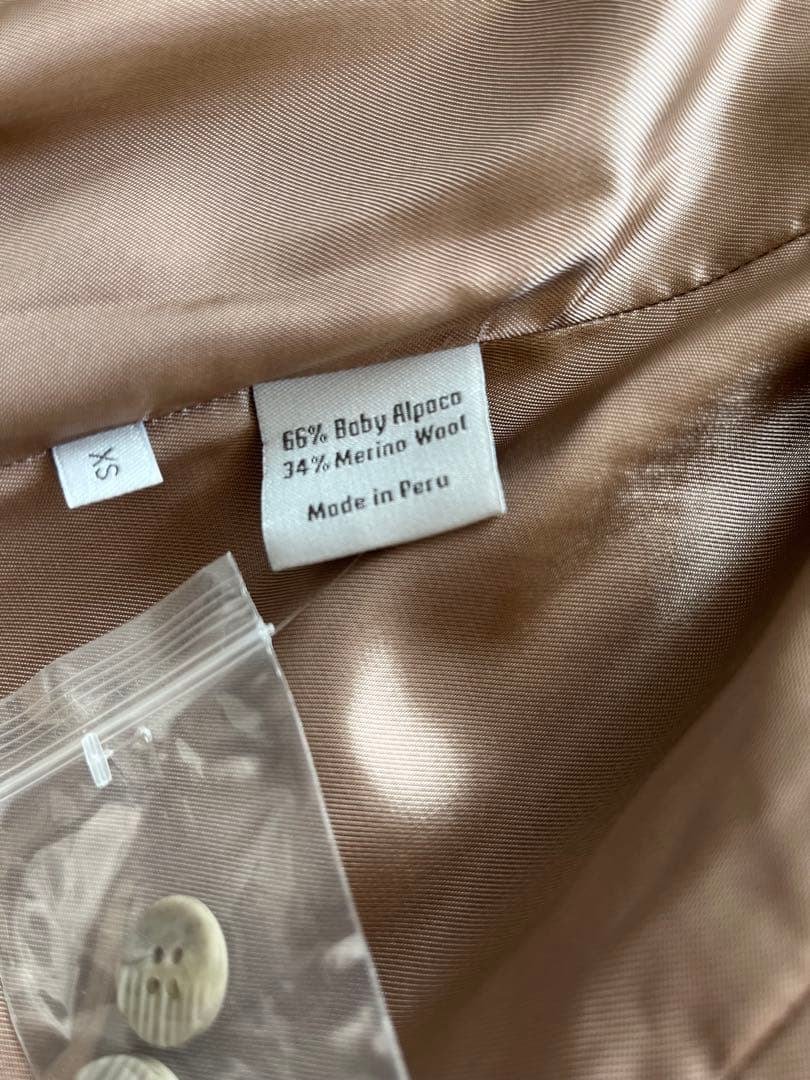 XS
66% Baby Alpaca
34% Merino Wool
Made in Peru